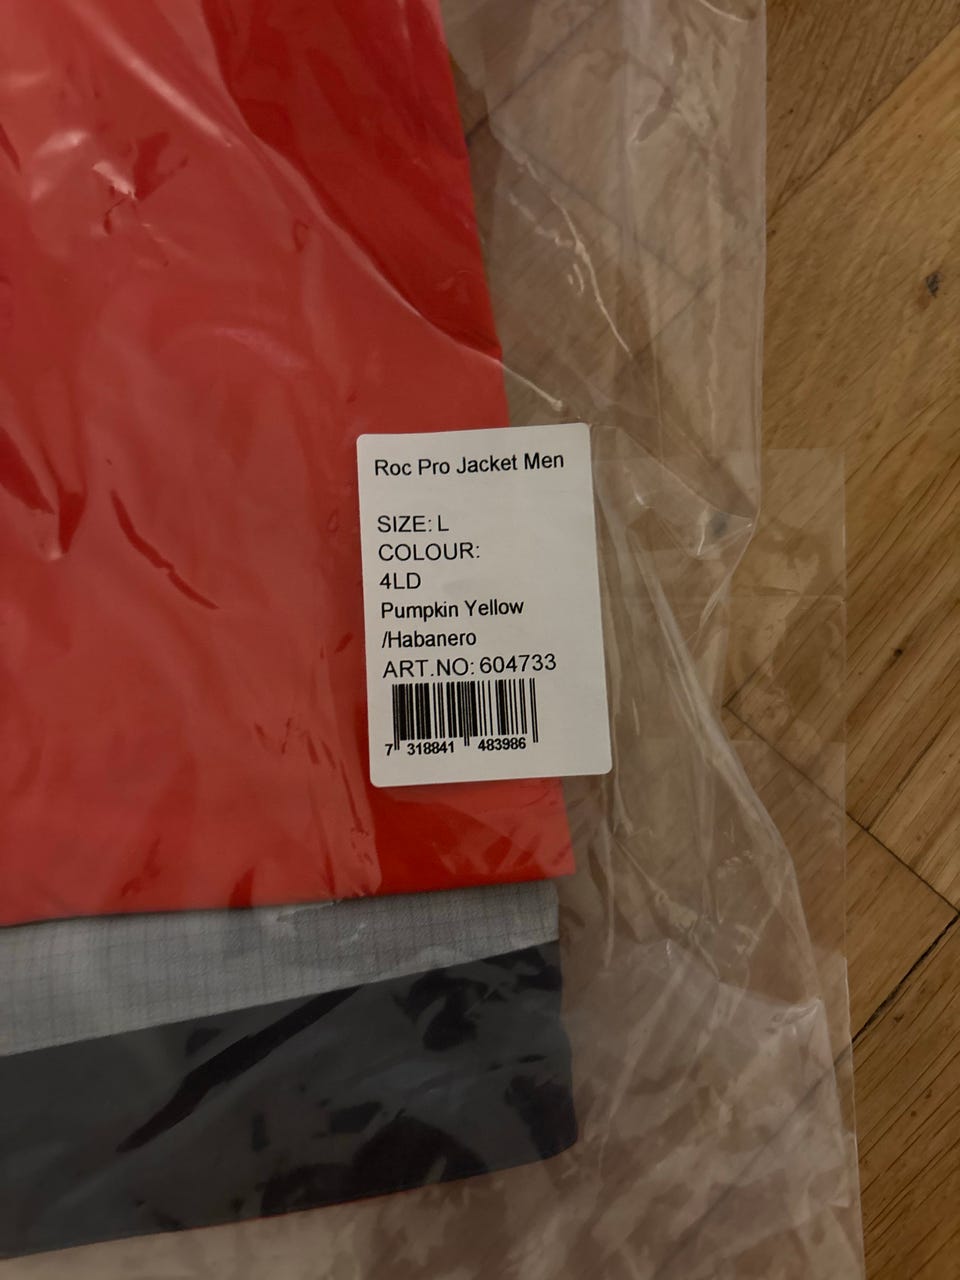 Roc Pro Jacket Men
SIZE: L
COLOUR:
4LD
Pumpkin Yellow
/Habanero
ART.NO: 604733
7 318841 483986